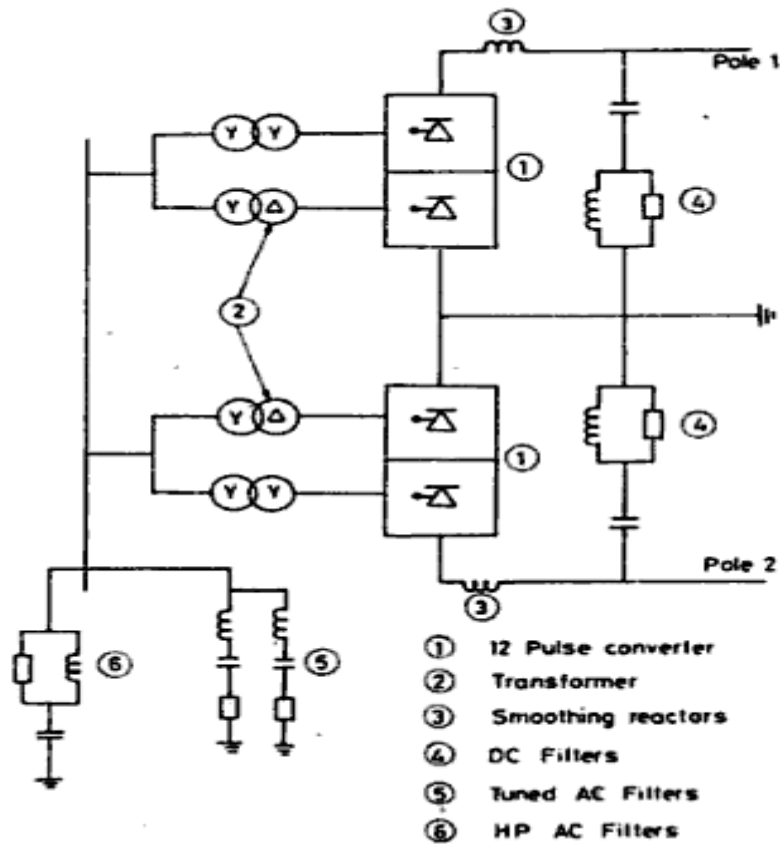 ③
Pole 1
Y Y
①
Y Δ
④
②
Y Δ
④
①
Y Y
Pole 2
③
⑥
⑤
① 12 Pulse converter
② Transformer
③ Smoothing reactors
④ DC Filters
⑤ Tuned AC Filters
⑥ HP AC Filters